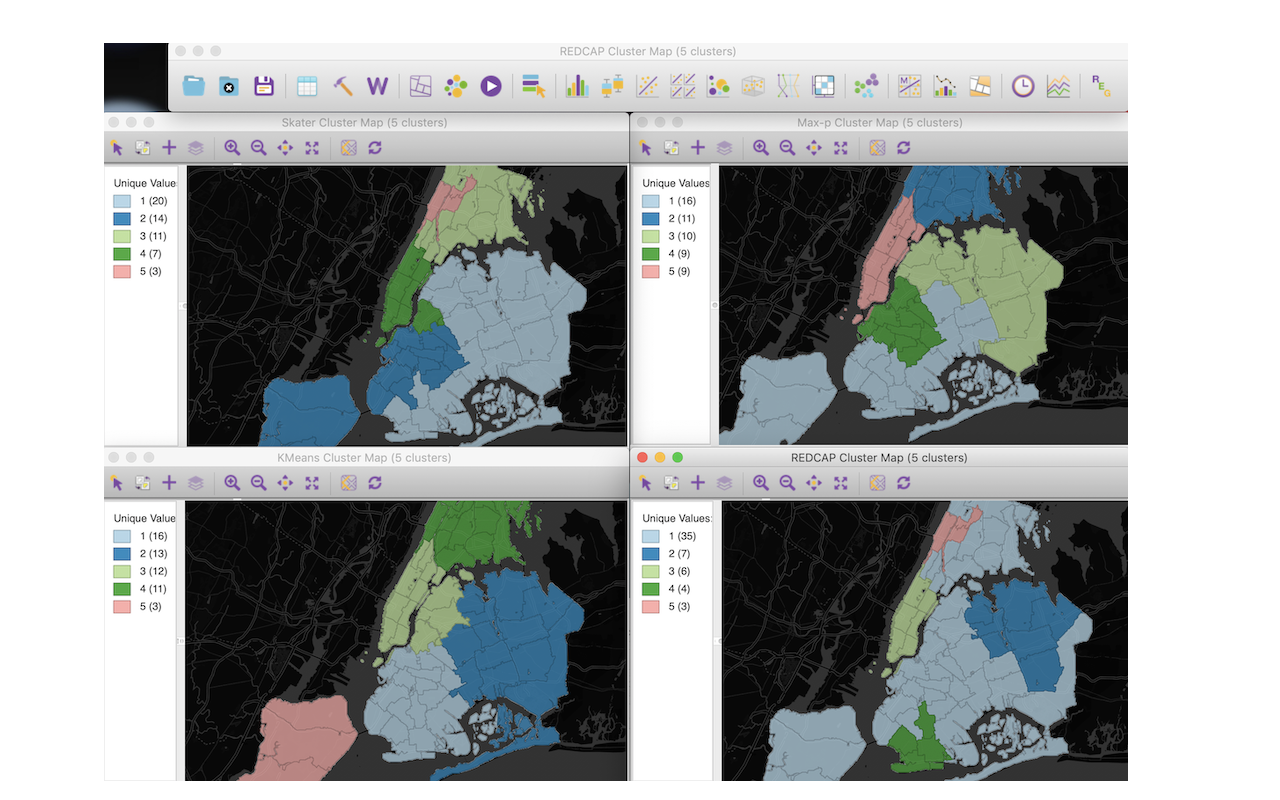 REDCAP Cluster Map (5 clusters)
W
M
REG
Skater Cluster Map (5 clusters)
Unique Value
1 (20)
2 (14)
3 (11)
4 (7)
5 (3)
Max-p Cluster Map (5 clusters)
Unique Values
1 (16)
2 (11)
3 (10)
4 (9)
5 (9)
KMeans Cluster Map (5 clusters)
Unique Value
1 (16)
2 (13)
3 (12)
4 (11)
5 (3)
REDCAP Cluster Map (5 clusters)
Unique Values:
1 (35)
2 (7)
3 (6)
4 (4)
5 (3)